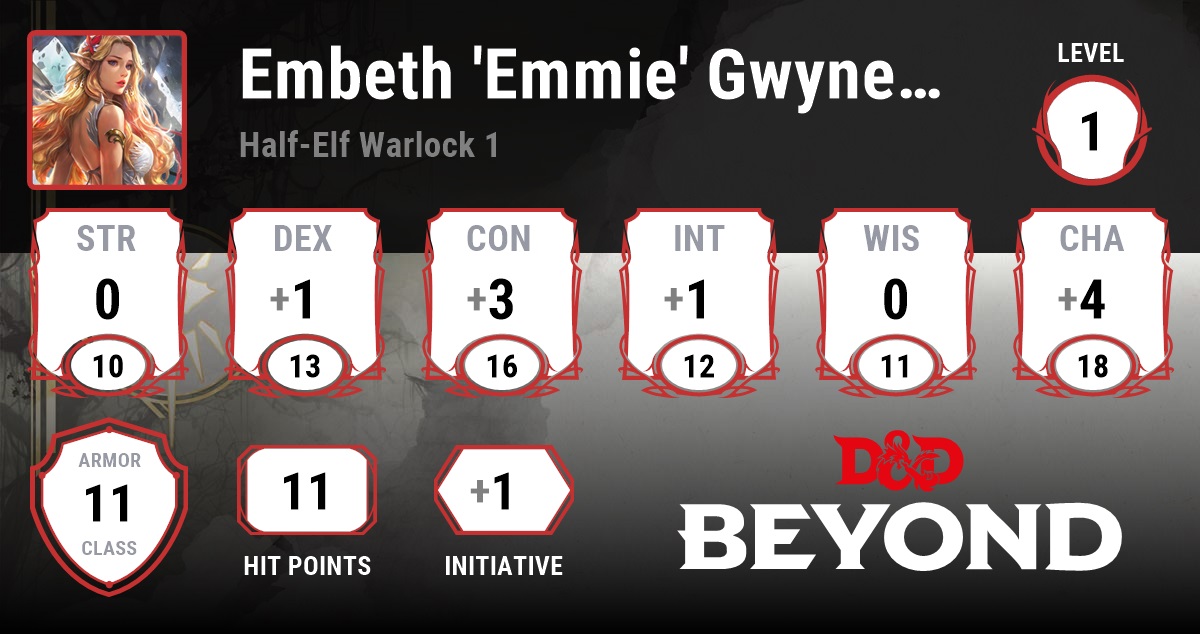 Embeth 'Emmie' Gwyne…
Half-Elf Warlock 1
LEVEL
1
STR
0
10
DEX
+1
13
CON
+3
16
INT
+1
12
WIS
0
11
CHA
+4
18
ARMOR
11
CLASS
11
HIT POINTS
+1
INITIATIVE
D&D
BEYOND